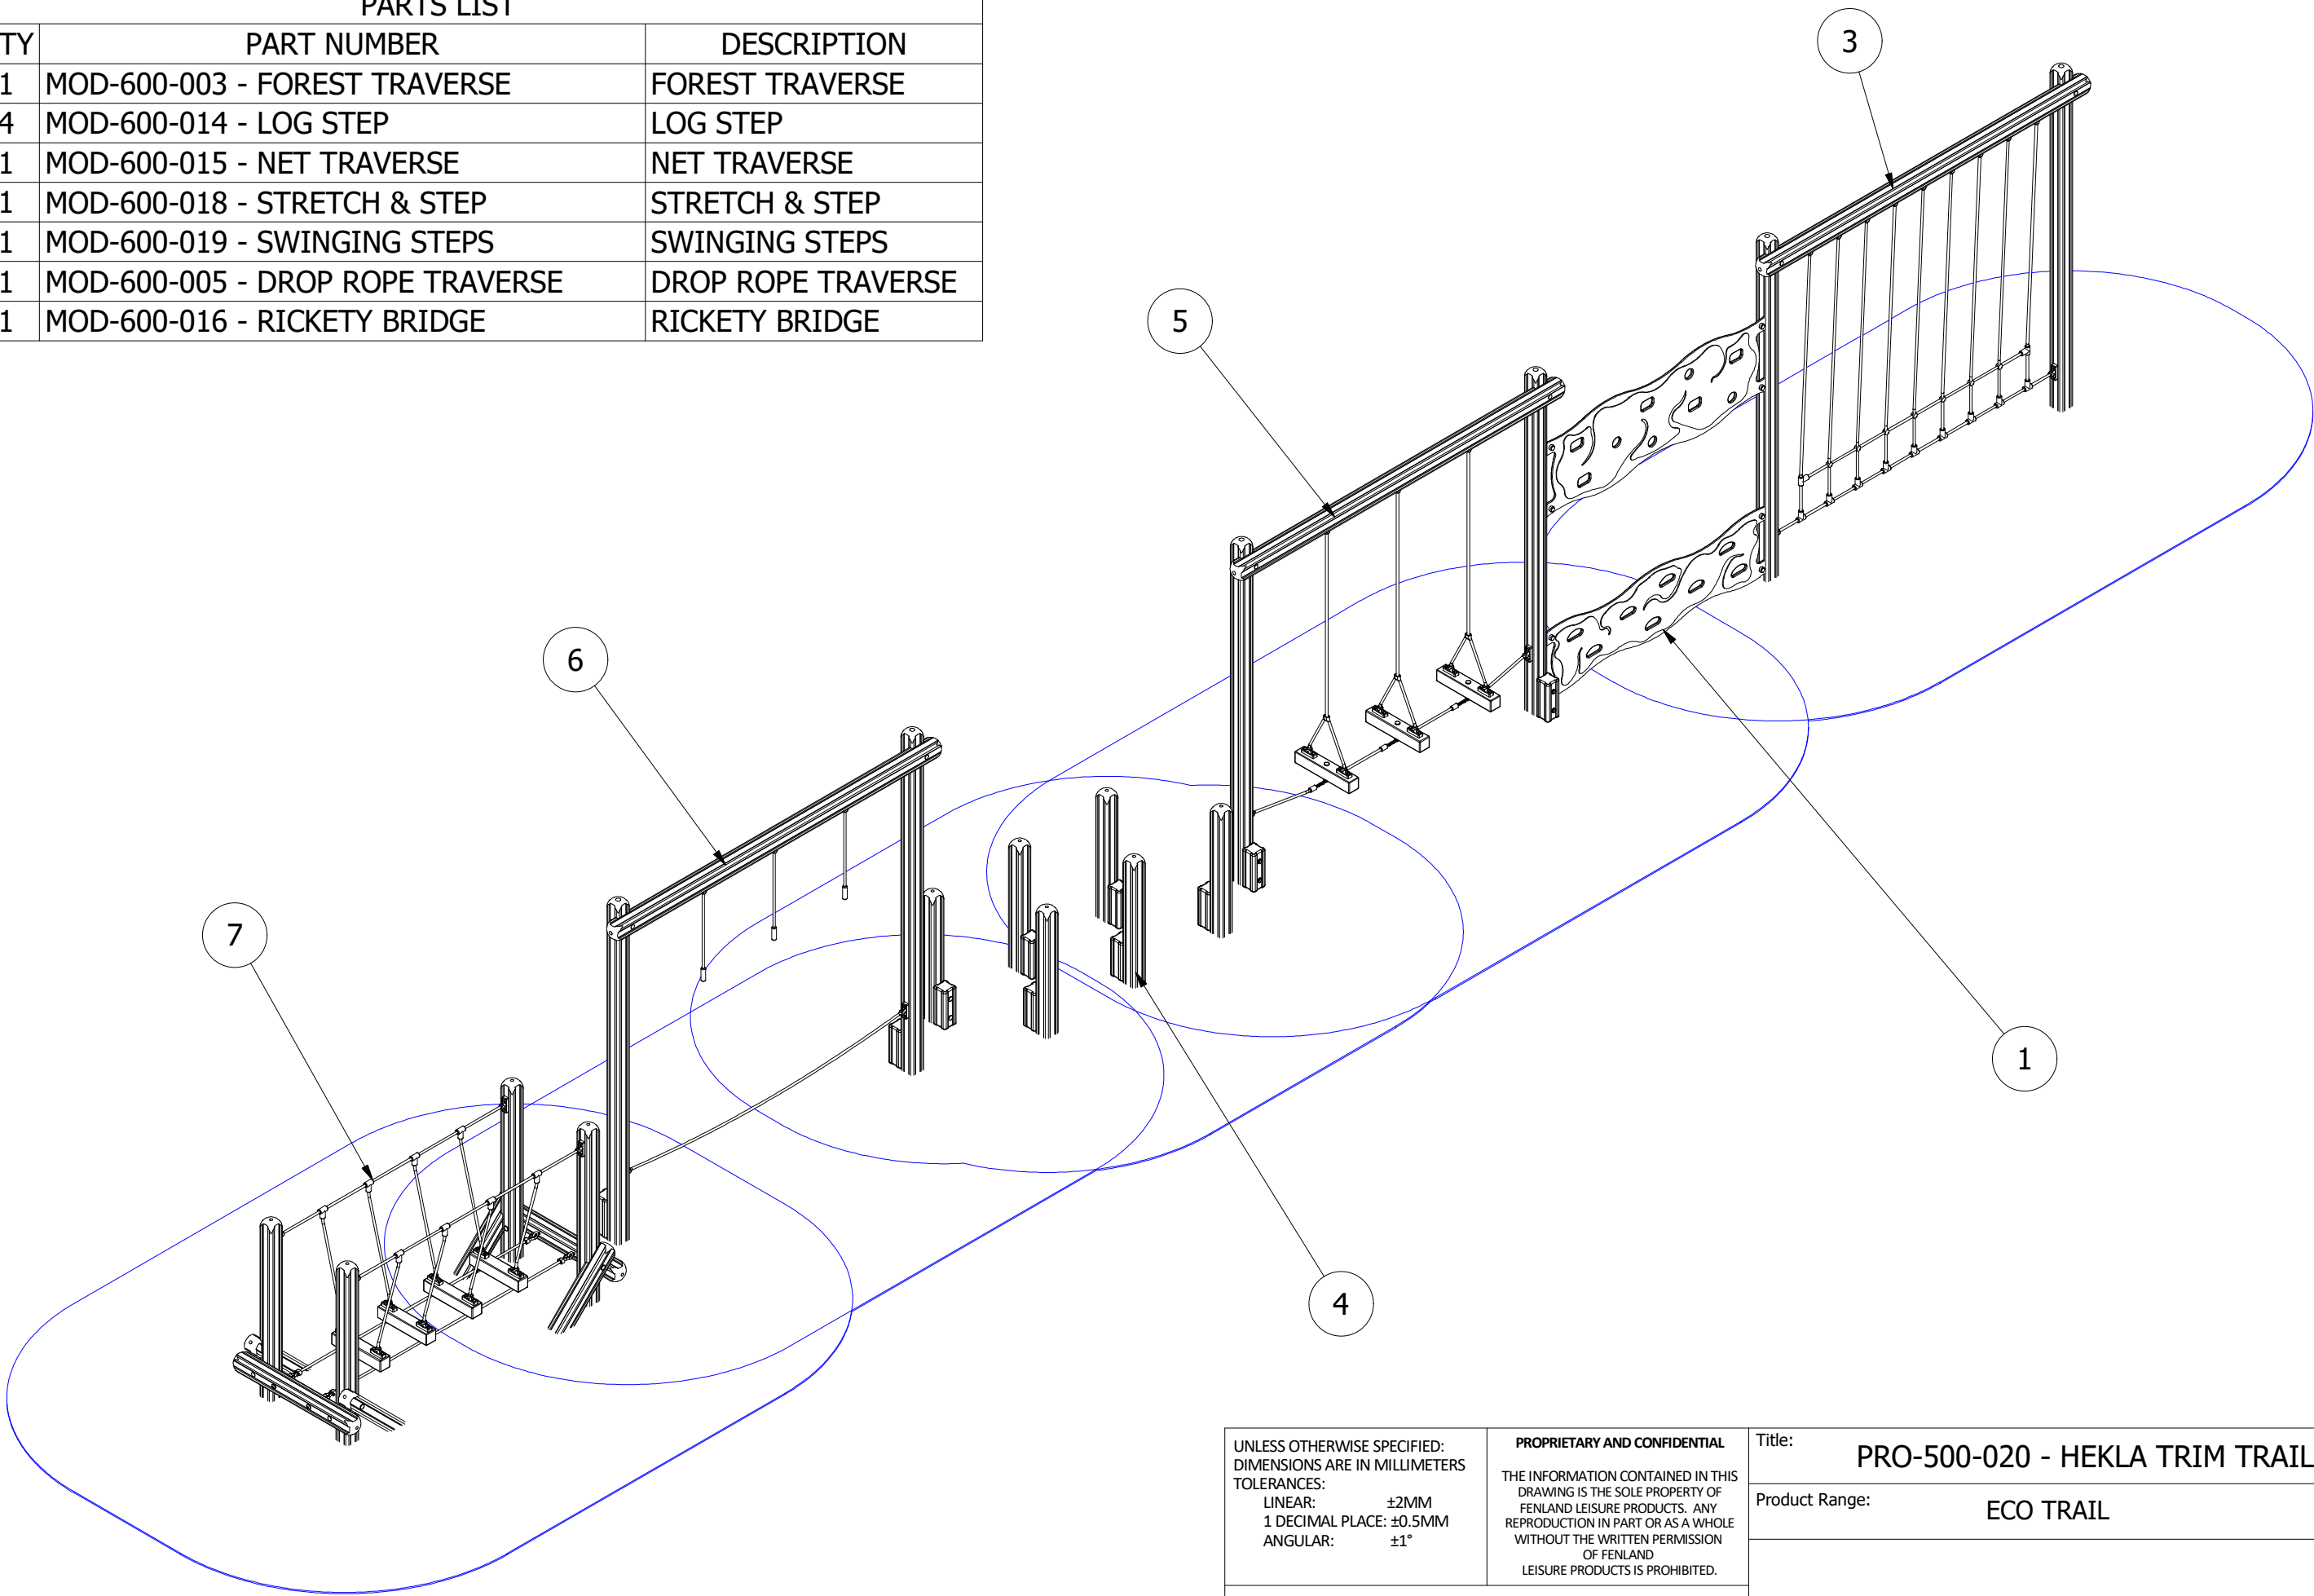 PARTS LIST
TY PART NUMBER DESCRIPTION
1 MOD-600-003 - FOREST TRAVERSE FOREST TRAVERSE
4 MOD-600-014 - LOG STEP LOG STEP
1 MOD-600-015 - NET TRAVERSE NET TRAVERSE
1 MOD-600-018 - STRETCH & STEP STRETCH & STEP
1 MOD-600-019 - SWINGING STEPS SWINGING STEPS
1 MOD-600-005 - DROP ROPE TRAVERSE DROP ROPE TRAVERSE
1 MOD-600-016 - RICKETY BRIDGE RICKETY BRIDGE
3
5
6
7
1
4
UNLESS OTHERWISE SPECIFIED:
DIMENSIONS ARE IN MILLIMETERS
TOLERANCES:
LINEAR: ±2MM
1 DECIMAL PLACE: ±0.5MM
ANGULAR: ±1°
PROPRIETARY AND CONFIDENTIAL
THE INFORMATION CONTAINED IN THIS
DRAWING IS THE SOLE PROPERTY OF
FENLAND LEISURE PRODUCTS. ANY
REPRODUCTION IN PART OR AS A WHOLE
WITHOUT THE WRITTEN PERMISSION
OF FENLAND
LEISURE PRODUCTS IS PROHIBITED.
Title:
PRO-500-020 - HEKLA TRIM TRAIL
Product Range:
ECO TRAIL